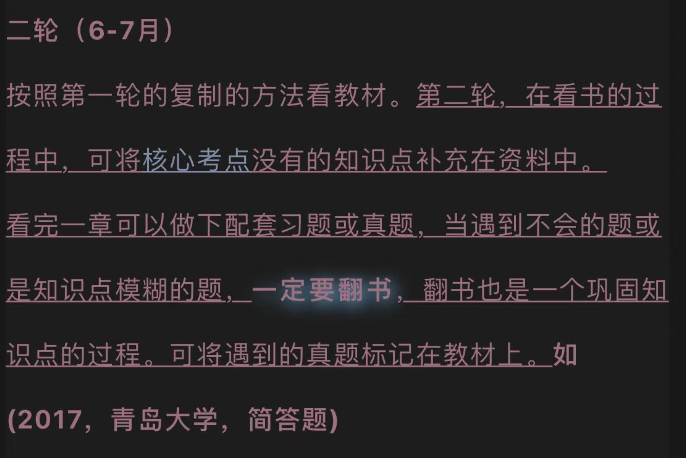 二轮（6-7月）
按照第一轮的复制的方法看教材。第二轮，在看书的过
程中，可将核心考点没有的知识点补充在资料中。
看完一章可以做下配套习题或真题，当遇到不会的题或
是知识点模糊的题，一定要翻书，翻书也是一个巩固知
识点的过程。可将遇到的真题标记在教材上。如
(2017，青岛大学，简答题)